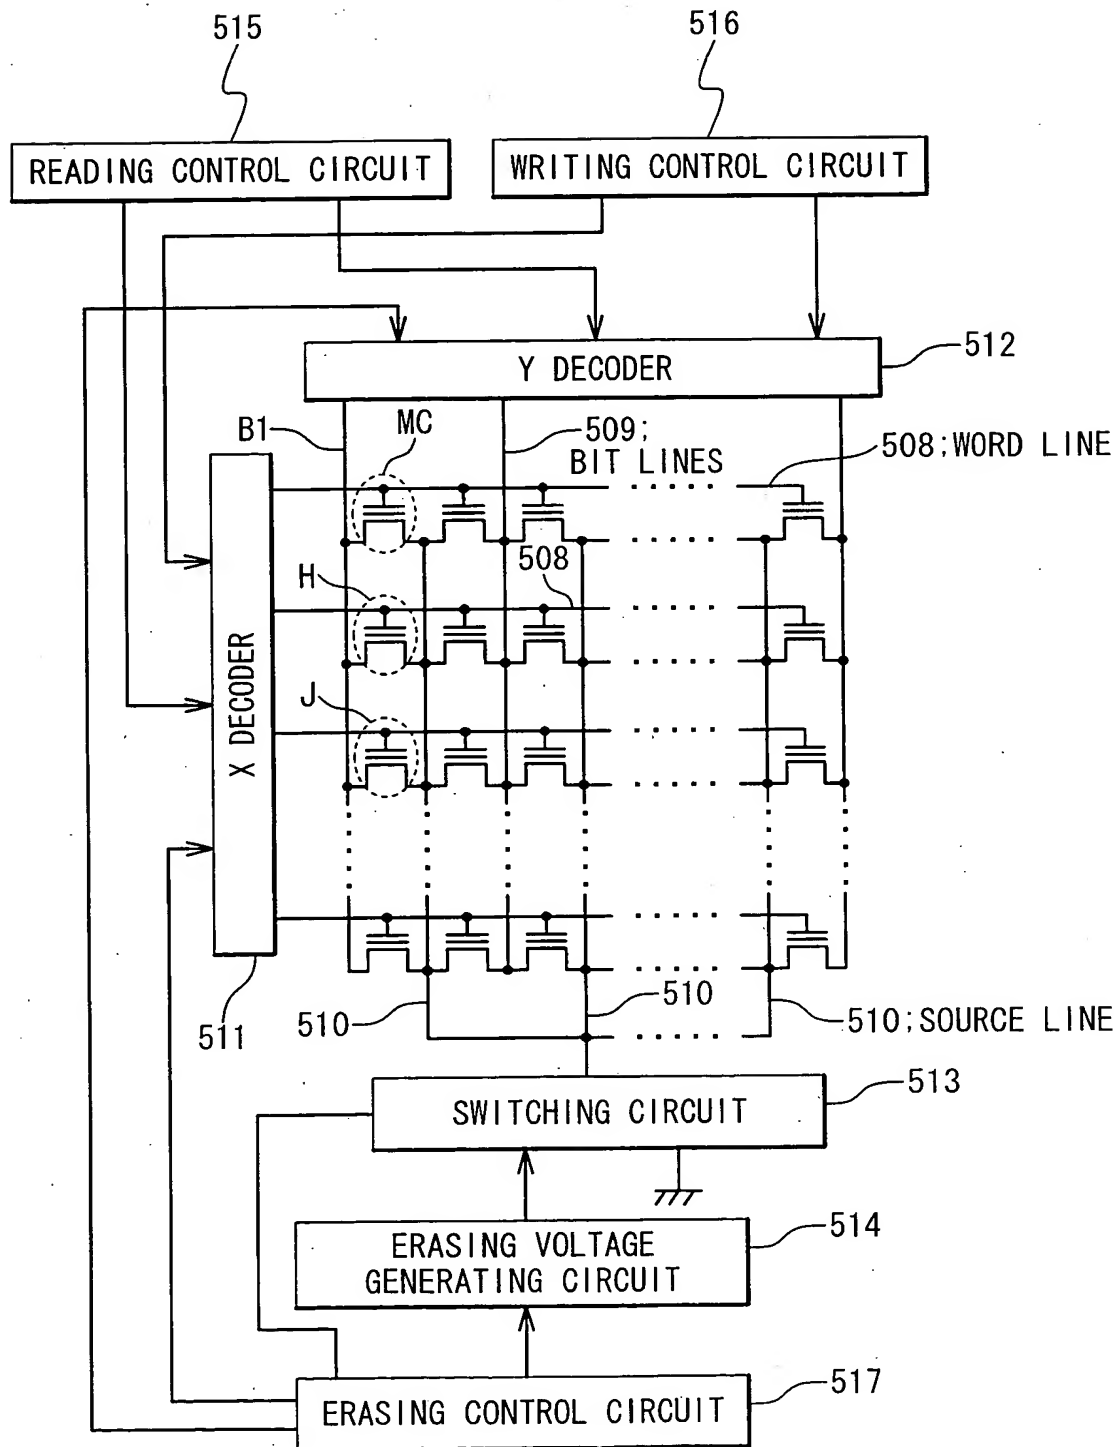 515
516
READING CONTROL CIRCUIT
WRITING CONTROL CIRCUIT
Y DECODER
512
B1
MC
509;
BIT LINES
508;WORD LINE
H
508
J
X DECODER
511
510
510
510;SOURCE LINE
SWITCHING CIRCUIT
513
ERASING VOLTAGE
GENERATING CIRCUIT
514
ERASING CONTROL CIRCUIT
517